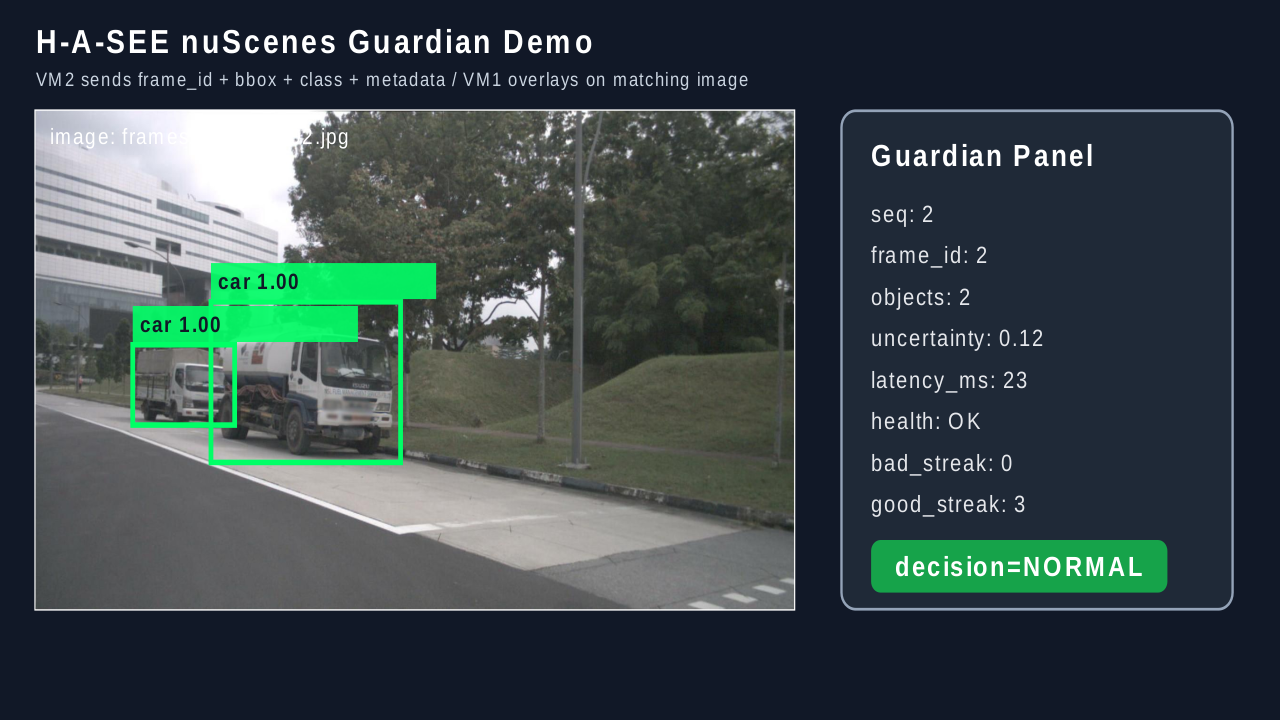 H-A-SEE nuScenes Guardian Demo
VM2 sends frame_id + bbox + class + metadata / VM1 overlays on matching image
image: frames 2.jpg
car 1.00
car 1.00
Guardian Panel
seq: 2
frame_id: 2
objects: 2
uncertainty: 0.12
latency_ms: 23
health: OK
bad_streak: 0
good_streak: 3
decision=NORMAL